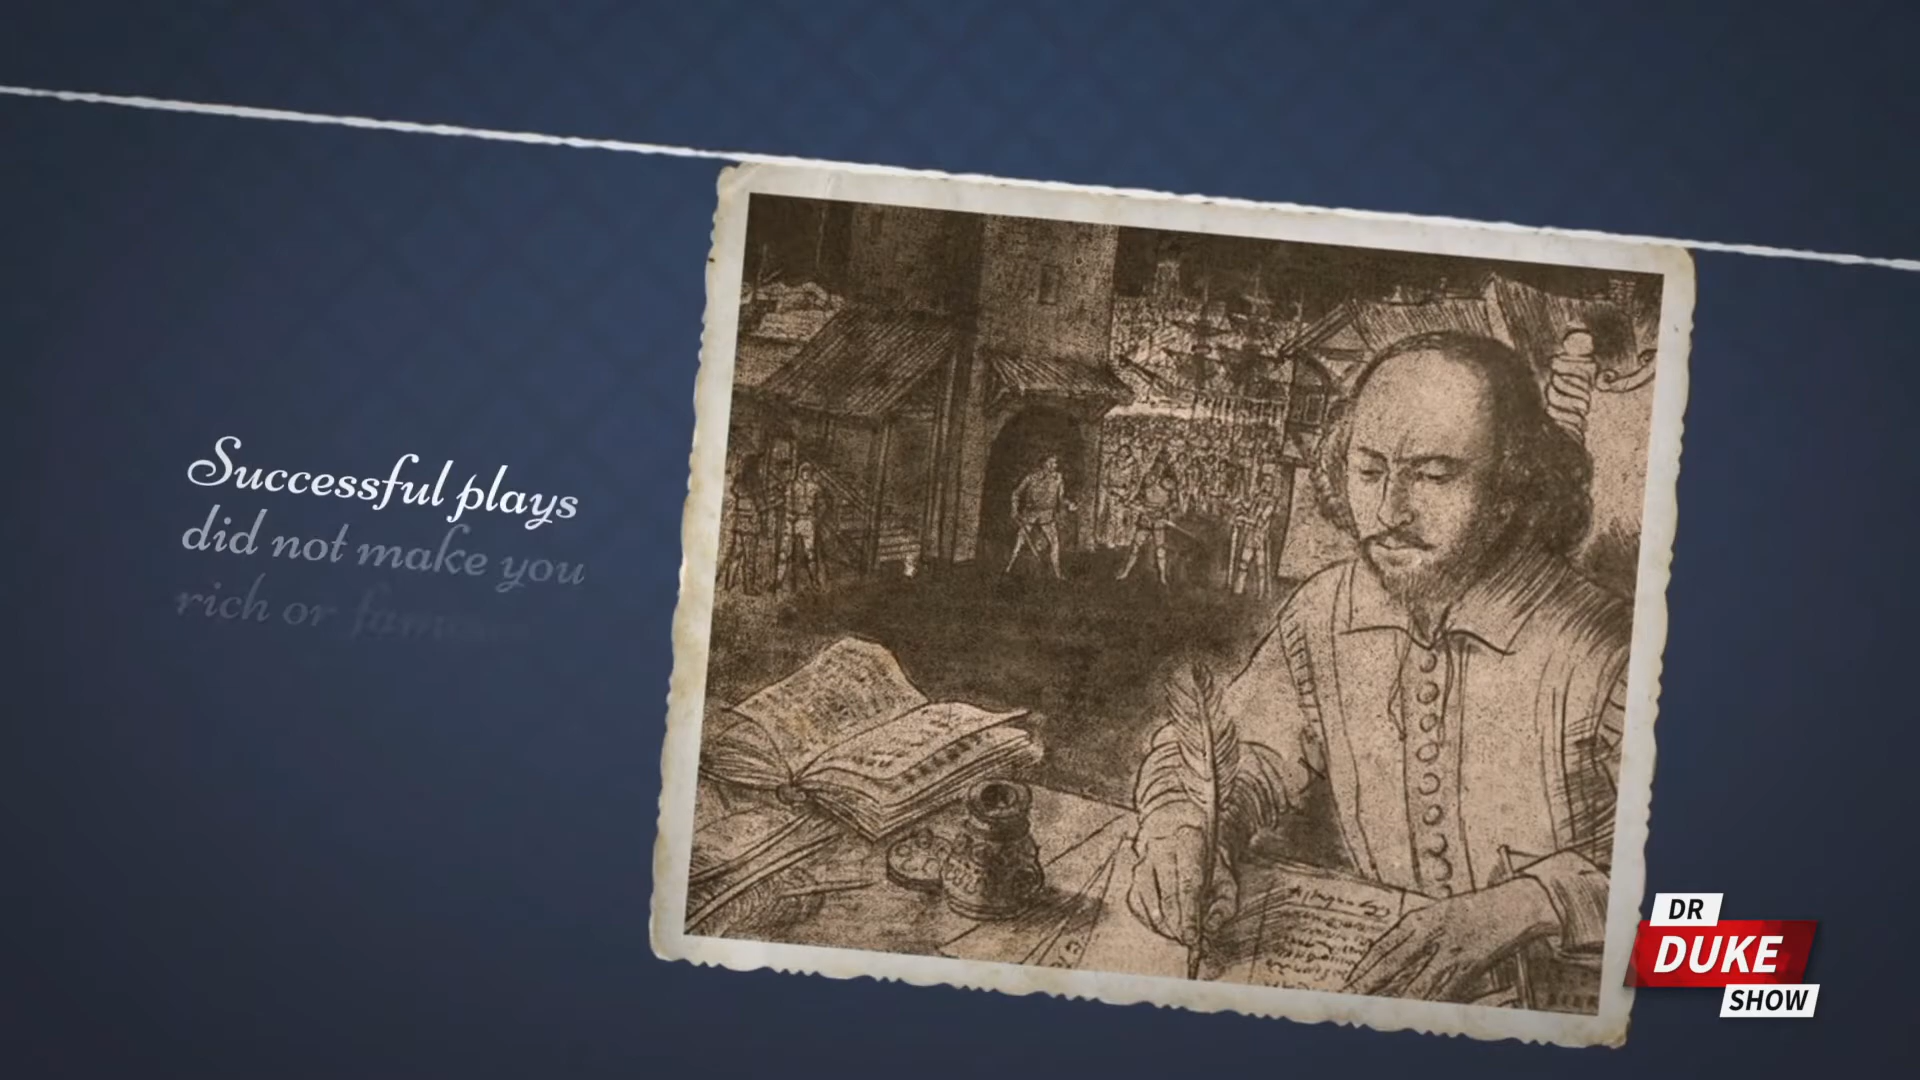 Successful plays
did not make you
rich or
DR
DUKE
SHOW